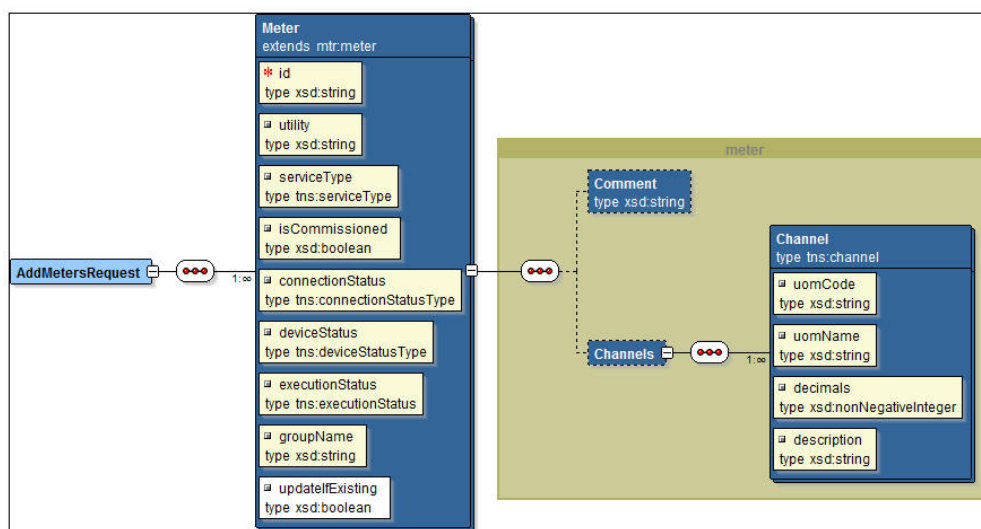 Meter
extends mtr:meter
id
type xsd:string
utility
type xsd:string
serviceType
type tns:serviceType
isCommissioned
type xsd:boolean
AddMetersRequest
1:∞
connectionStatus
type tns:connectionStatusType
deviceStatus
type tns:deviceStatusType
executionStatus
type tns:executionStatus
groupName
type xsd:string
updateIfExisting
type xsd:boolean
meter
Comment
type xsd:string
Channels
1:∞
Channel
type tns:channel
uomCode
type xsd:string
uomName
type xsd:string
decimals
type xsd:nonNegativeInteger
description
type xsd:string